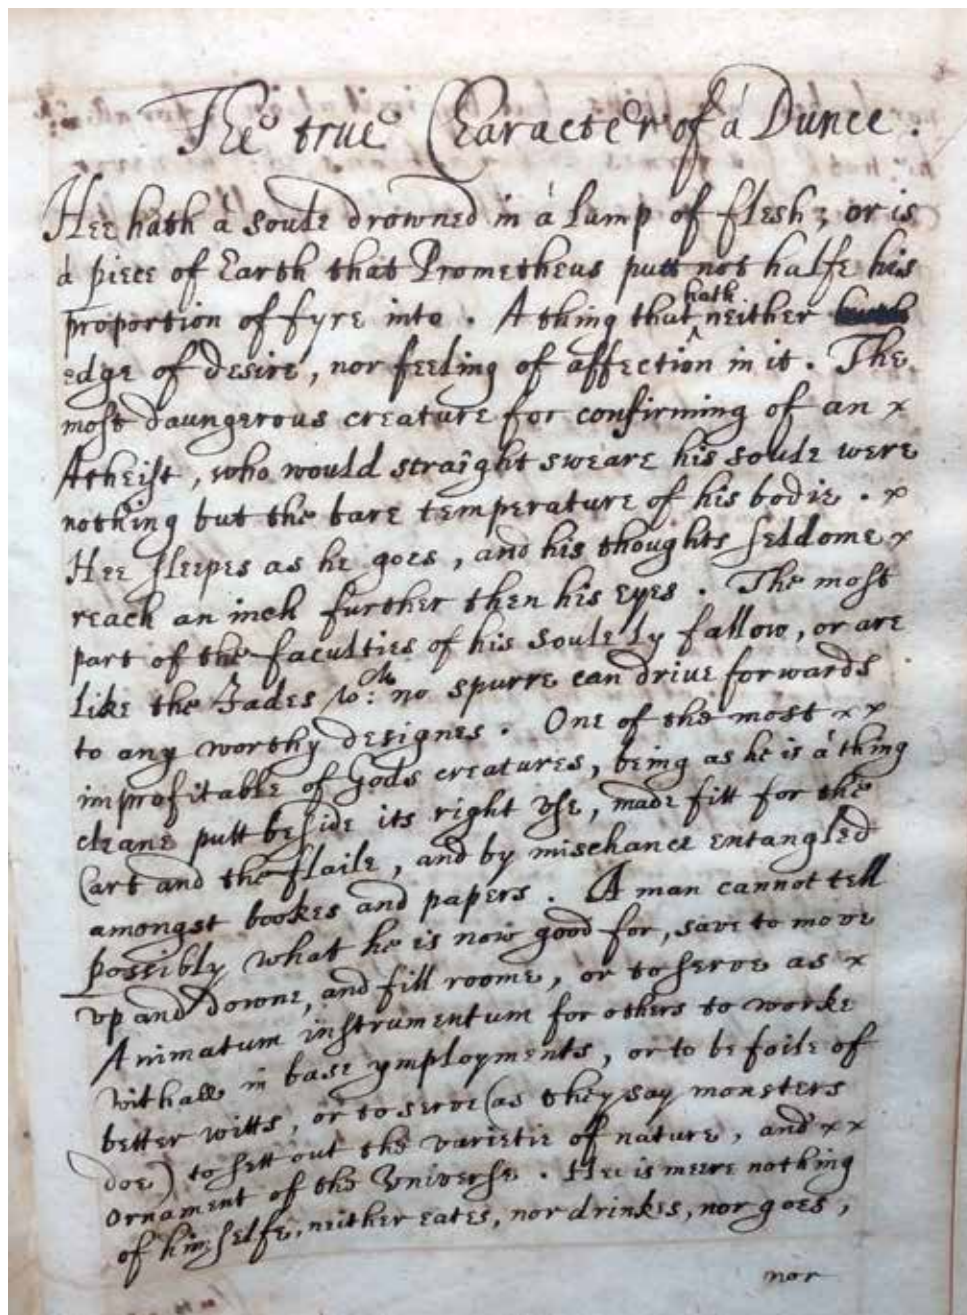 The true Character of à Dunce.
Hee hath à soule drowned in à lump of flesh; or is
à piece of Earth that Prometheus putt not halfe his
proportion of fyre into. A thing that ^hath neither
edge of desire, nor feeling of affection in it. The
most daungerous creature for confirming of an x
Atheist, who would straight sweare his soule were
nothing but the bare temperature of his bodie. x
Hee sleepes as he goes, and his thoughts seldome x
reach an inch further then his eyes. The most
part of the faculties of his soule ly fallow, or are
like the Jades w:ch no spurre can drive forwards
to any worthy designes. One of the most x x
improfitable of Gods creatures, being as he is à thing
cleane putt beside its right vse, made fitt for the
Cart and the flaile, and by mischance entangled
amongst bookes and papers. A man cannot tell
possibly what he is now good for, save to move
vp and downe, and fill roome, or to serve as x
Animatum instrumentum for others to worke
withall in base ymployments, or to be foile of
better witts, or to serve (as they say monsters
doe) to sett out the varietie of nature, and x x
Ornament of the Vniverse. Hee is meere nothing
of himselfe, neither eates, nor drinkes, nor goes,
nor